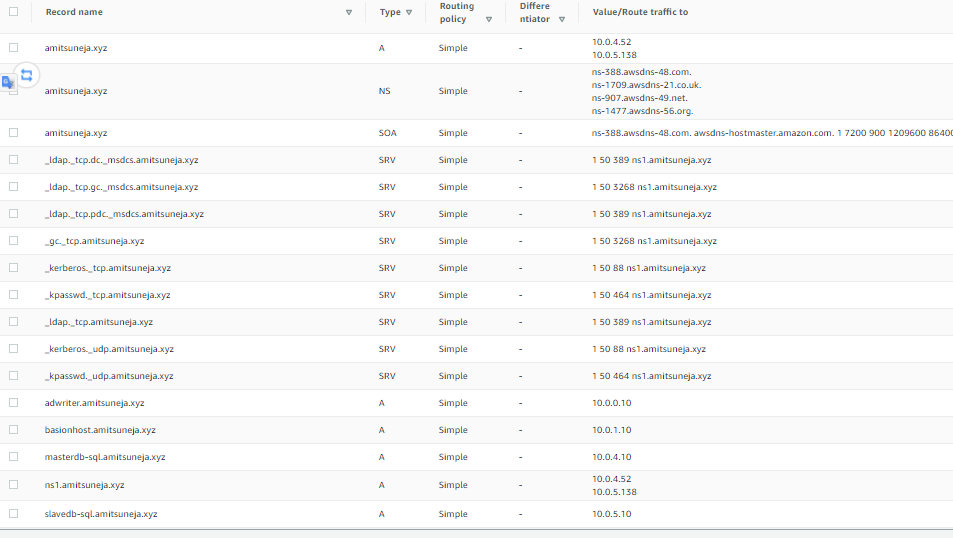 Record name Type Routing policy Differe ntiator Value/Route traffic to
amitsuneja.xyz A Simple - 10.0.4.52
10.0.5.138
amitsuneja.xyz NS Simple - ns-388.awsdns-48.com.
ns-1709.awsdns-21.co.uk.
ns-907.awsdns-49.net.
ns-1477.awsdns-56.org.
amitsuneja.xyz SOA Simple - ns-388.awsdns-48.com. awsdns-hostmaster.amazon.com. 1 7200 900 1209600 86400
_ldap._tcp.dc._msdcs.amitsuneja.xyz SRV Simple - 1 50 389 ns1.amitsuneja.xyz
_ldap._tcp.gc._msdcs.amitsuneja.xyz SRV Simple - 1 50 3268 ns1.amitsuneja.xyz
_ldap._tcp.pdc._msdcs.amitsuneja.xyz SRV Simple - 1 50 389 ns1.amitsuneja.xyz
_gc._tcp.amitsuneja.xyz SRV Simple - 1 50 3268 ns1.amitsuneja.xyz
_kerberos._tcp.amitsuneja.xyz SRV Simple - 1 50 88 ns1.amitsuneja.xyz
_kpasswd._tcp.amitsuneja.xyz SRV Simple - 1 50 464 ns1.amitsuneja.xyz
_ldap._tcp.amitsuneja.xyz SRV Simple - 1 50 389 ns1.amitsuneja.xyz
_kerberos._udp.amitsuneja.xyz SRV Simple - 1 50 88 ns1.amitsuneja.xyz
_kpasswd._udp.amitsuneja.xyz SRV Simple - 1 50 464 ns1.amitsuneja.xyz
adwriter.amitsuneja.xyz A Simple - 10.0.0.10
basionhost.amitsuneja.xyz A Simple - 10.0.1.10
masterdb-sql.amitsuneja.xyz A Simple - 10.0.4.10
ns1.amitsuneja.xyz A Simple - 10.0.4.52
10.0.5.138
slavedb-sql.amitsuneja.xyz A Simple - 10.0.5.10